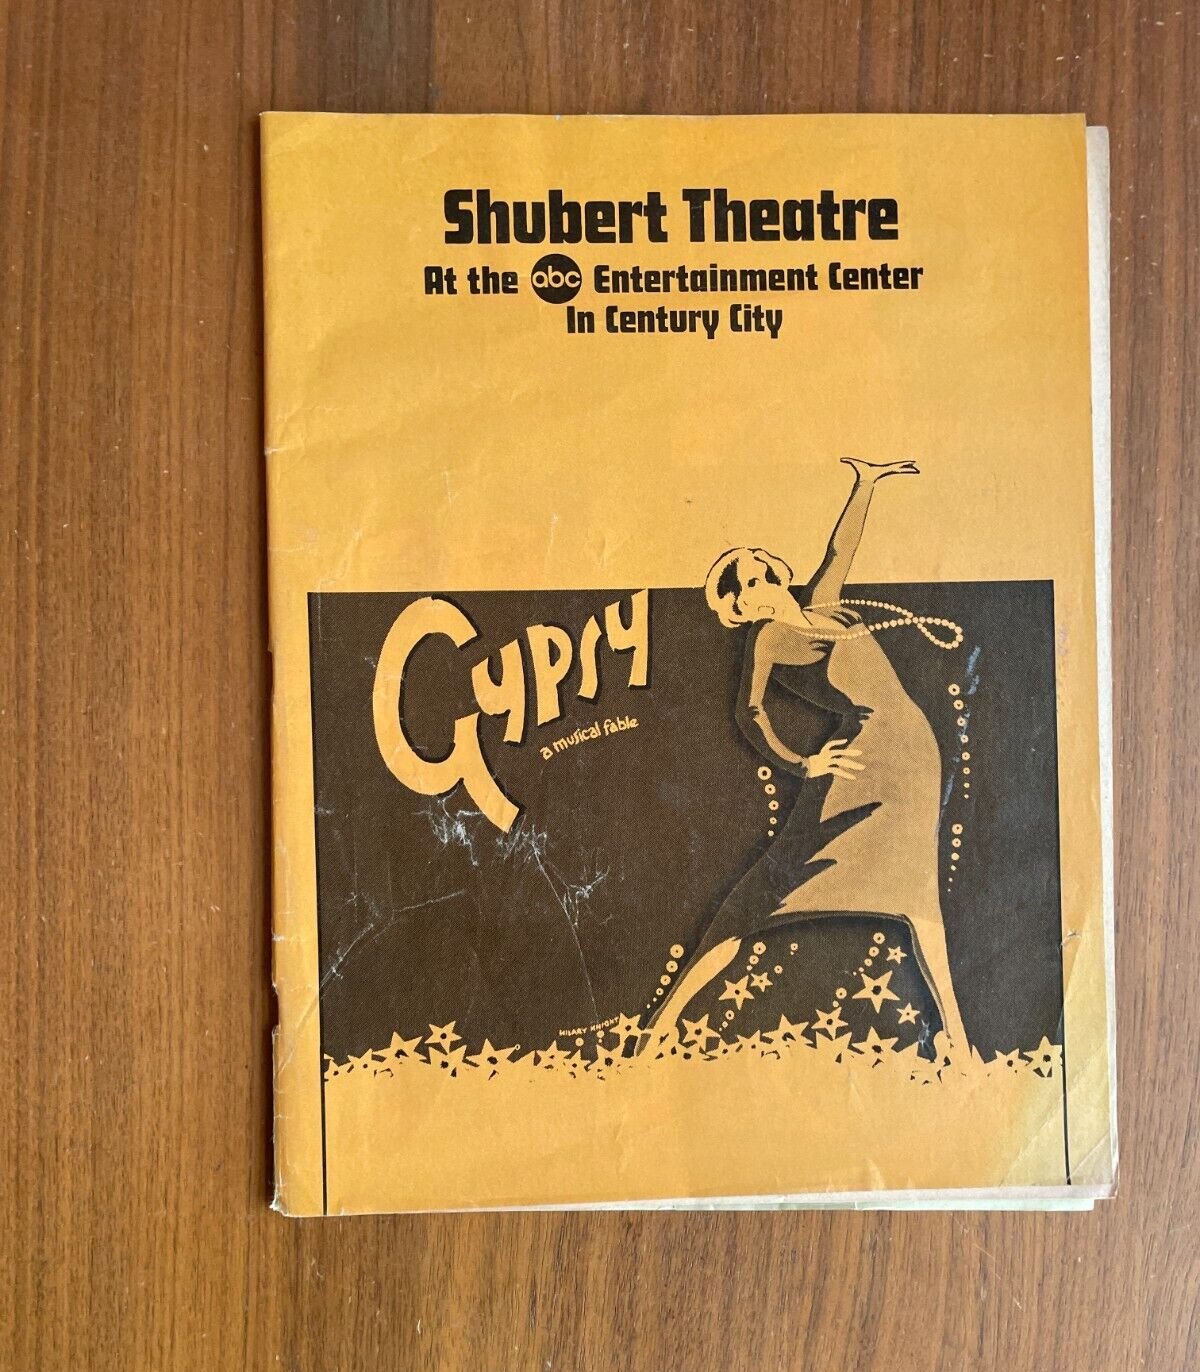 Shubert Theatre
At the abc Entertainment Center
In Century City
Gypsy
a musical fable
HILARY KNIGHT